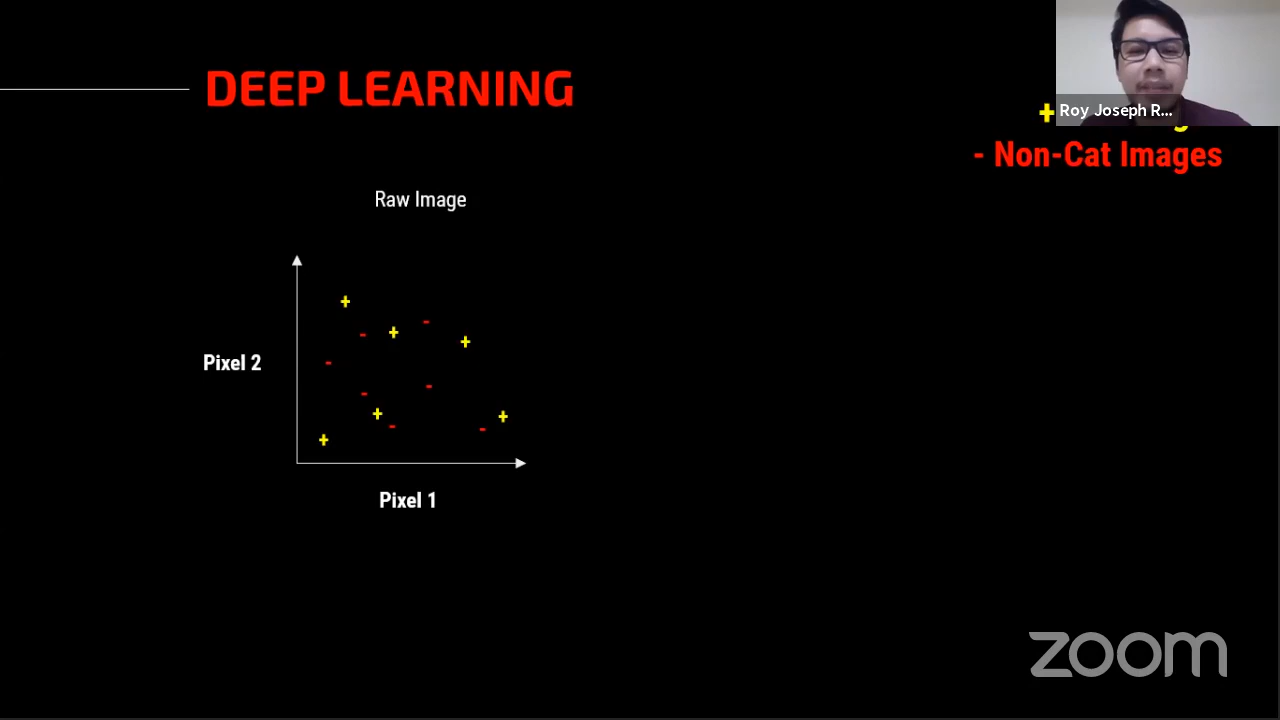 DEEP LEARNING
+
Roy Joseph R...
- Non-Cat Images
Raw Image
Pixel 2
Pixel 1
zoom